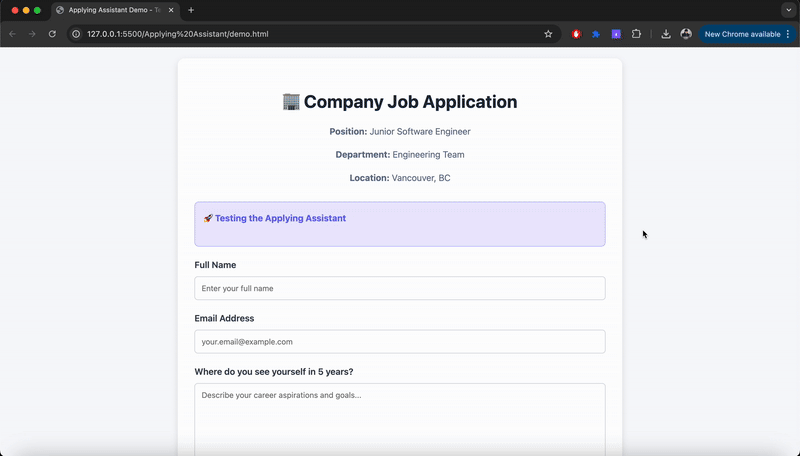 Applying Assistant Demo - T
127.0.0.1:5500/Applying%20Assistant/demo.html
New Chrome available
🏢 Company Job Application
Position: Junior Software Engineer
Department: Engineering Team
Location: Vancouver, BC
🚀 Testing the Applying Assistant
Full Name
Enter your full name
Email Address
your.email@example.com
Where do you see yourself in 5 years?
Describe your career aspirations and goals...